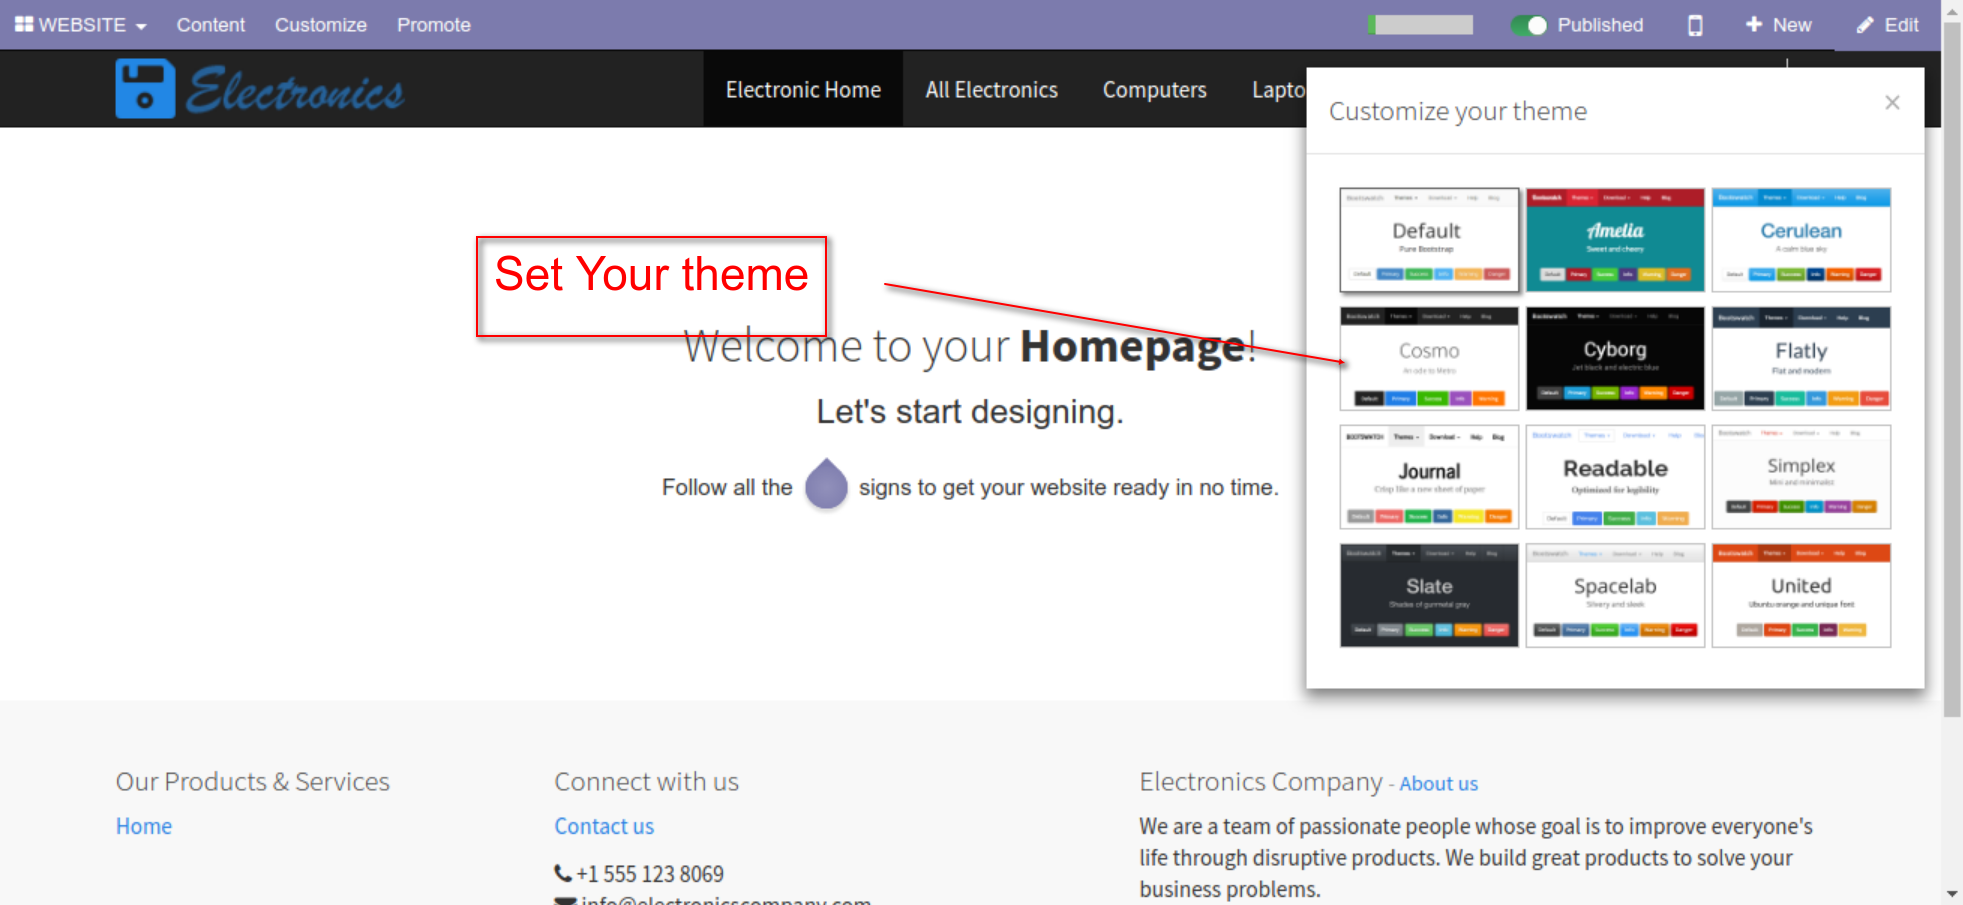 WEBSITE Content Customize Promote Published New Edit
Electronics Electronic Home All Electronics Computers Lapto
Customize your theme ×
Set Your theme
Welcome to your Homepage!
Let's start designing.
Follow all the signs to get your website ready in no time.
Default
Pure Bootstrap
Amelia
Sweet and cheery
Cerulean
A calm blue sky
Cosmo
An ode to Metro
Cyborg
Jet black and electric blue
Flatly
Flat and modern
Journal
Crisp like a new sheet of paper
Readable
Optimized for legibility
Simplex
Mini and minimalist
Slate
Shades of gunmetal gray
Spacelab
Silvery and sleek
United
Ubuntu orange and unique font
Our Products & Services
Home
Connect with us
Contact us
+1 555 123 8069
info@electronicscompany.com
Electronics Company - About us
We are a team of passionate people whose goal is to improve everyone's
life through disruptive products. We build great products to solve your
business problems.